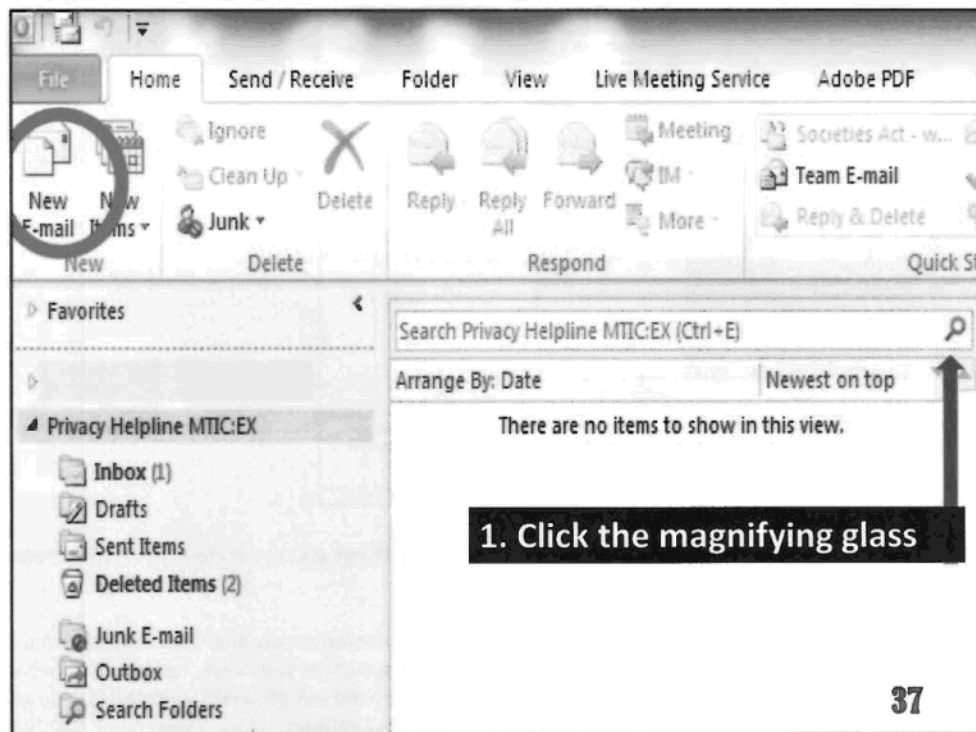 File Home Send / Receive Folder View Live Meeting Service Adobe PDF
Ignore Meeting Societies Act - w...
Clean Up IM Team E-mail
New E-mail New Items Junk Delete Reply Reply All Forward More Reply & Delete
New Delete Respond Quick St
Favorites
Search Privacy Helpline MTIC:EX (Ctrl+E)
Arrange By: Date Newest on top
Privacy Helpline MTIC:EX There are no items to show in this view.
Inbox (1)
Drafts
Sent Items
1. Click the magnifying glass
Deleted Items (2)
Junk E-mail
Outbox
Search Folders
37